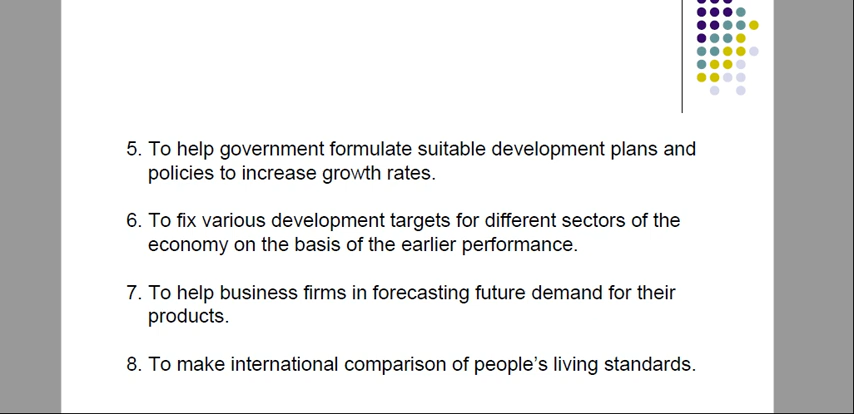 5. To help government formulate suitable development plans and
policies to increase growth rates.
6. To fix various development targets for different sectors of the
economy on the basis of the earlier performance.
7. To help business firms in forecasting future demand for their
products.
8. To make international comparison of people’s living standards.